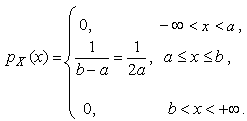 0, −∞ < x < a,
p_X(x) = { 1/(b−a) = 1/(2a), a ≤ x ≤ b,
0, b < x < +∞.